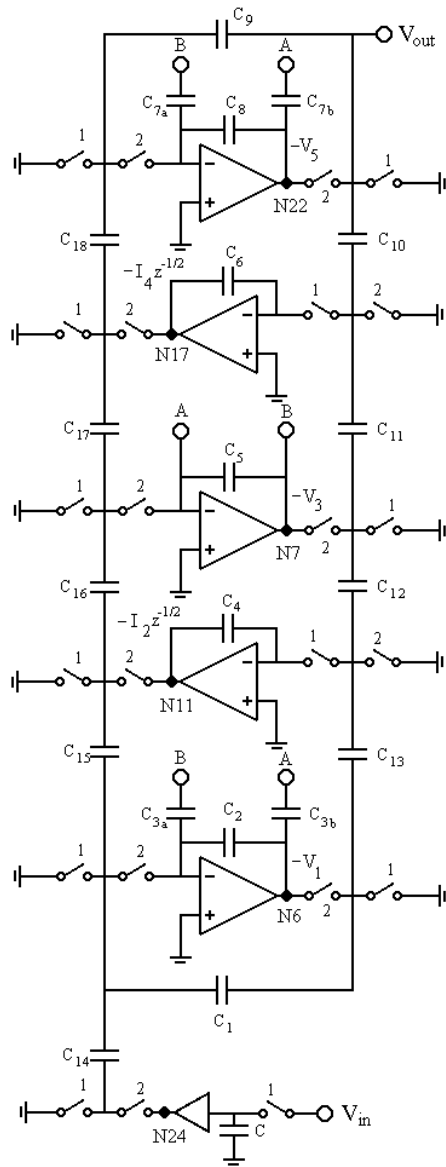 C9
Vout
B A
C7a C8 C7b
1 2 -V5 1
N22 2
C18 C10
-I4z^-1/2 C6
1 2 1 2
N17
C17 C11
A B
C5
1 2 -V3 1
N7 2
C16 C12
-I2z^-1/2 C4
1 2 1 2
N11
C15 C13
B A
C3a C2 C3b
1 2 -V1 1
N6 2
C1
C14
1 2 1
Vin
N24 C